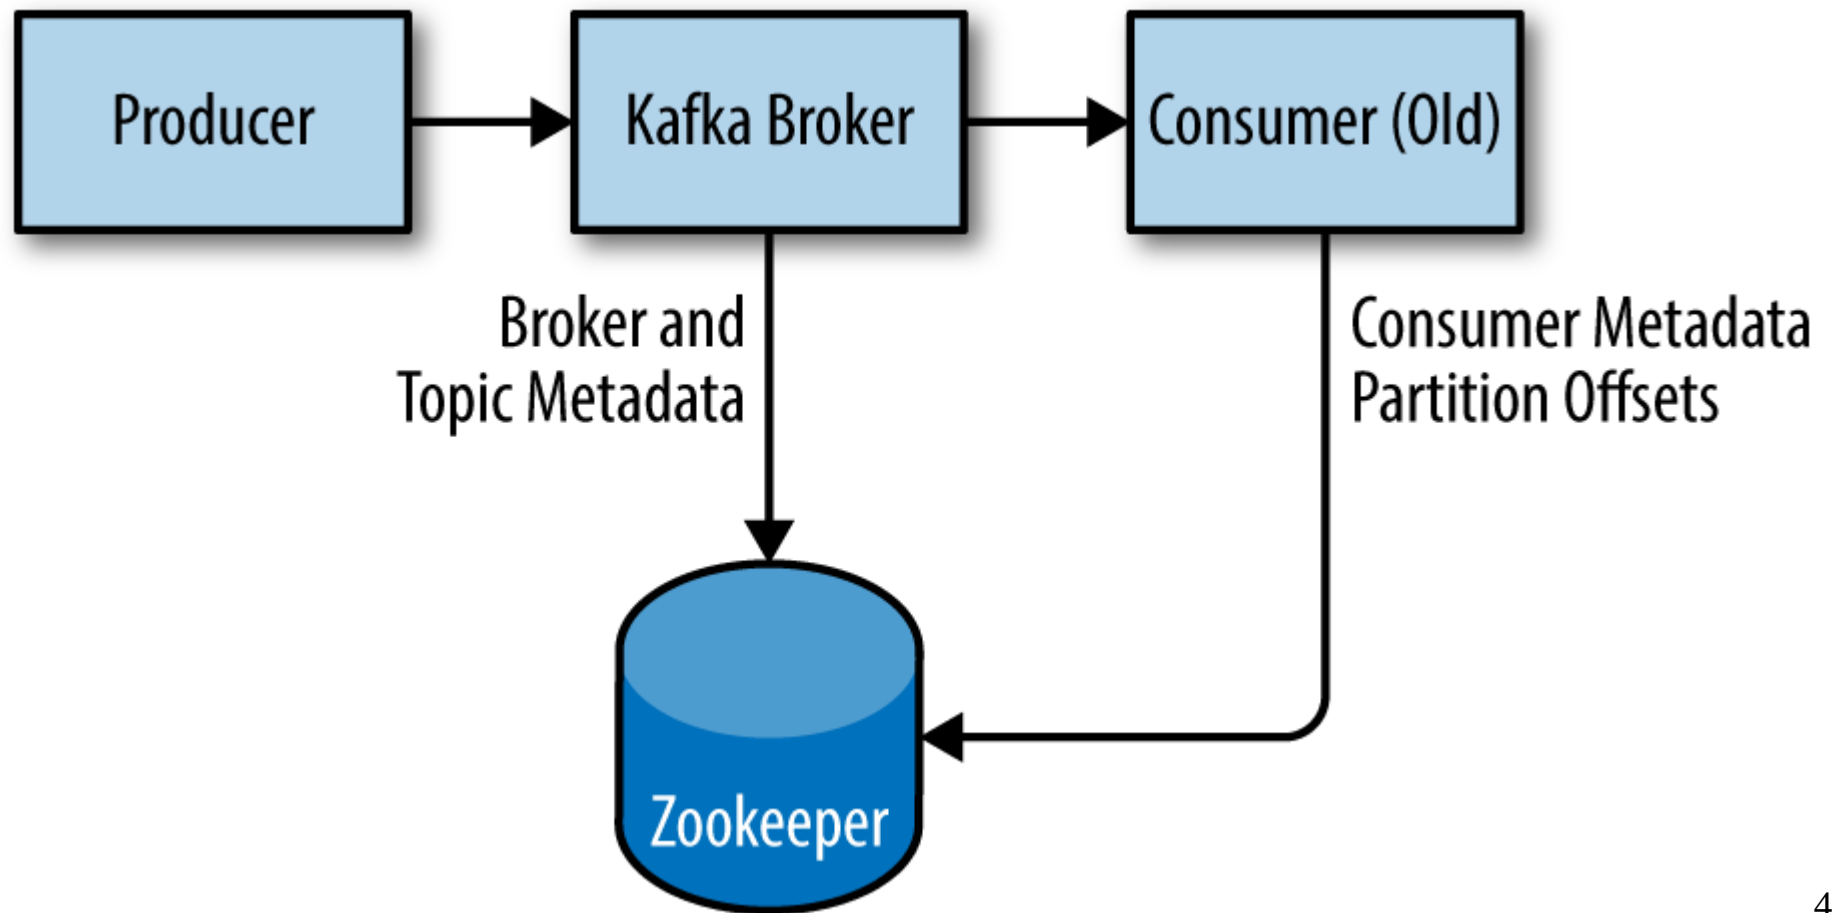 Producer
Kafka Broker
Consumer (Old)
Broker and
Topic Metadata
Consumer Metadata
Partition Offsets
Zookeeper
4